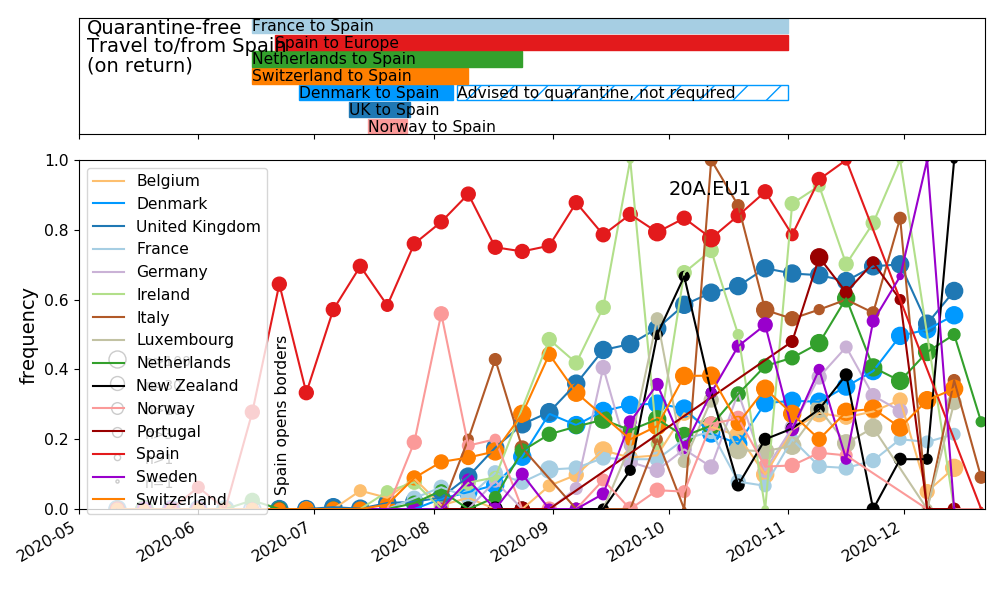 Quarantine-free
Travel to/from Spain
(on return)
France to Spain
Spain to Europe
Netherlands to Spain
Switzerland to Spain
Denmark to Spain
Advised to quarantine, not required
UK to Spain
Norway to Spain
20A.EU1
frequency
1.0
0.8
0.6
0.4
0.2
0.0
Belgium
Denmark
United Kingdom
France
Germany
Ireland
Italy
Luxembourg
Netherlands
New Zealand
Norway
Portugal
Spain
Sweden
Switzerland
n=1
Spain opens borders
2020-05
2020-06
2020-07
2020-08
2020-09
2020-10
2020-11
2020-12